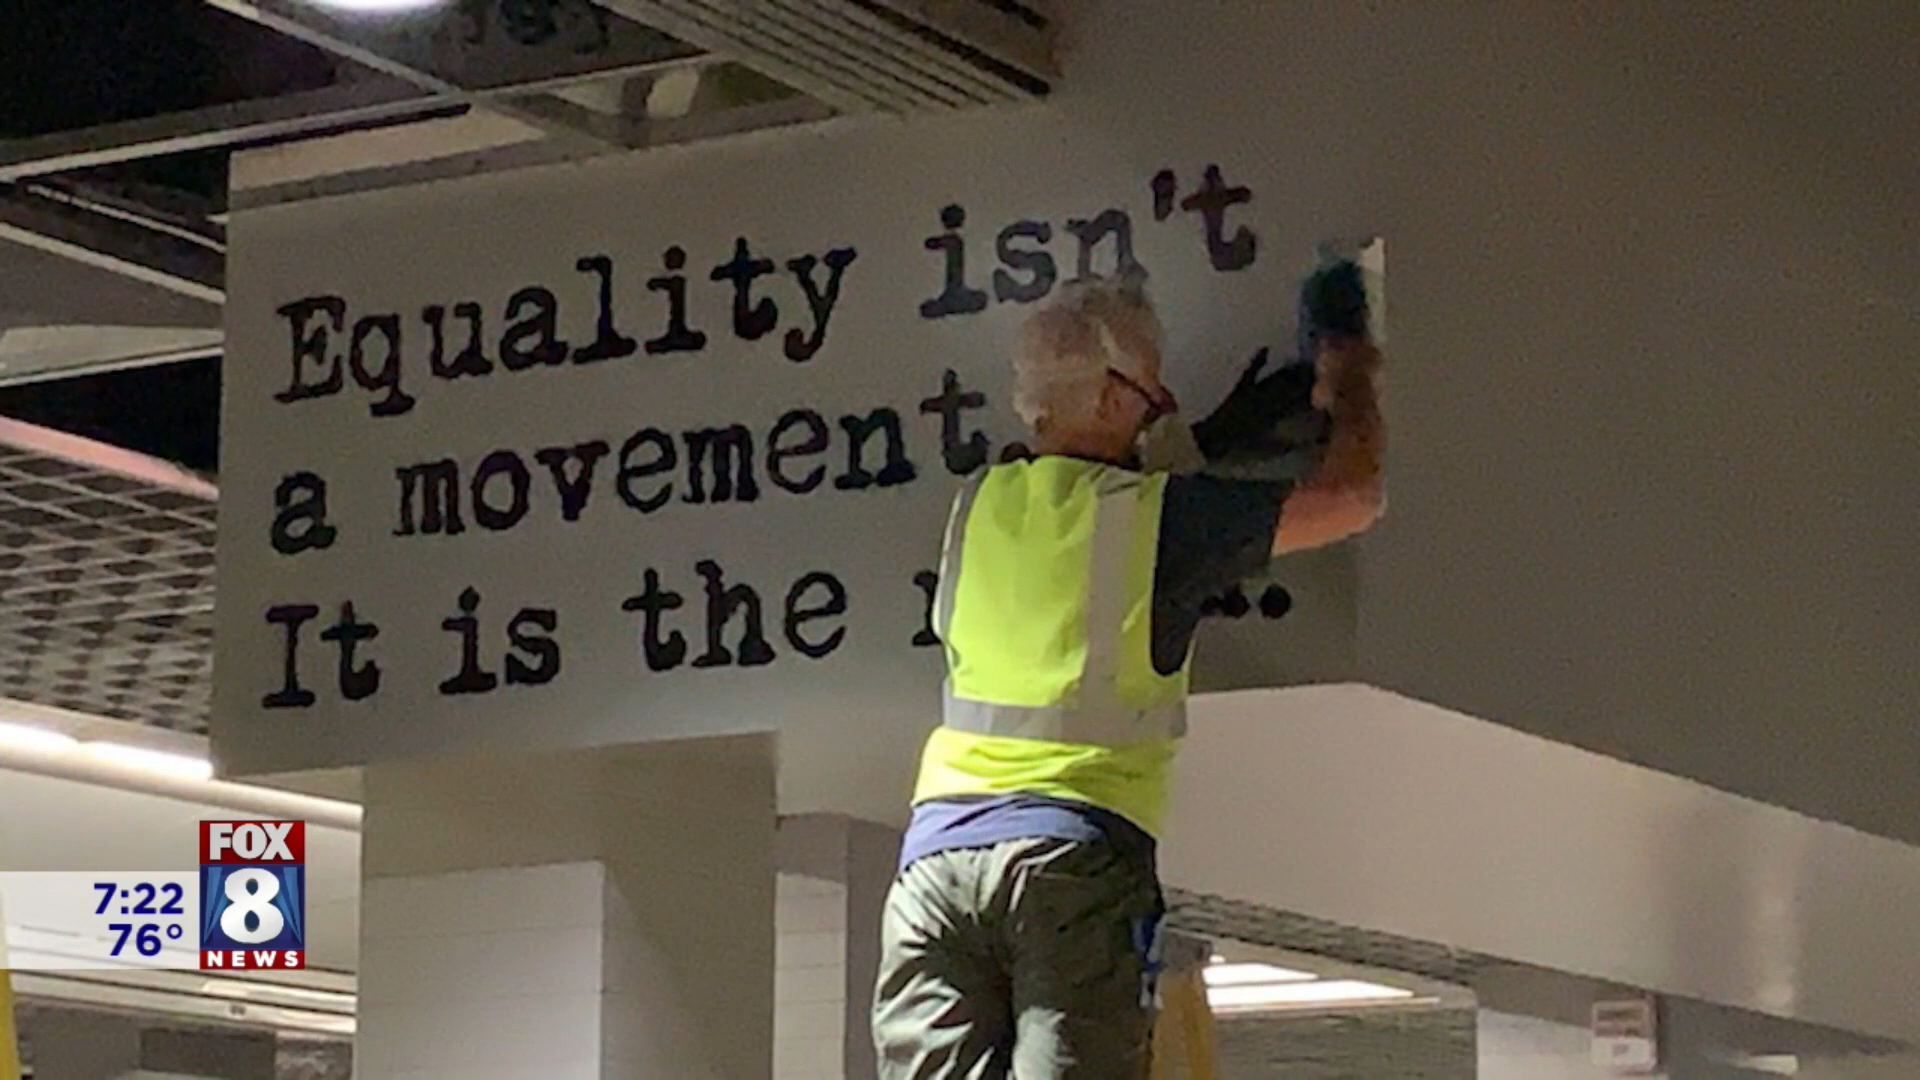 Equality isn't
a movement.
It is the
7:22
76°
FOX
8
NEWS